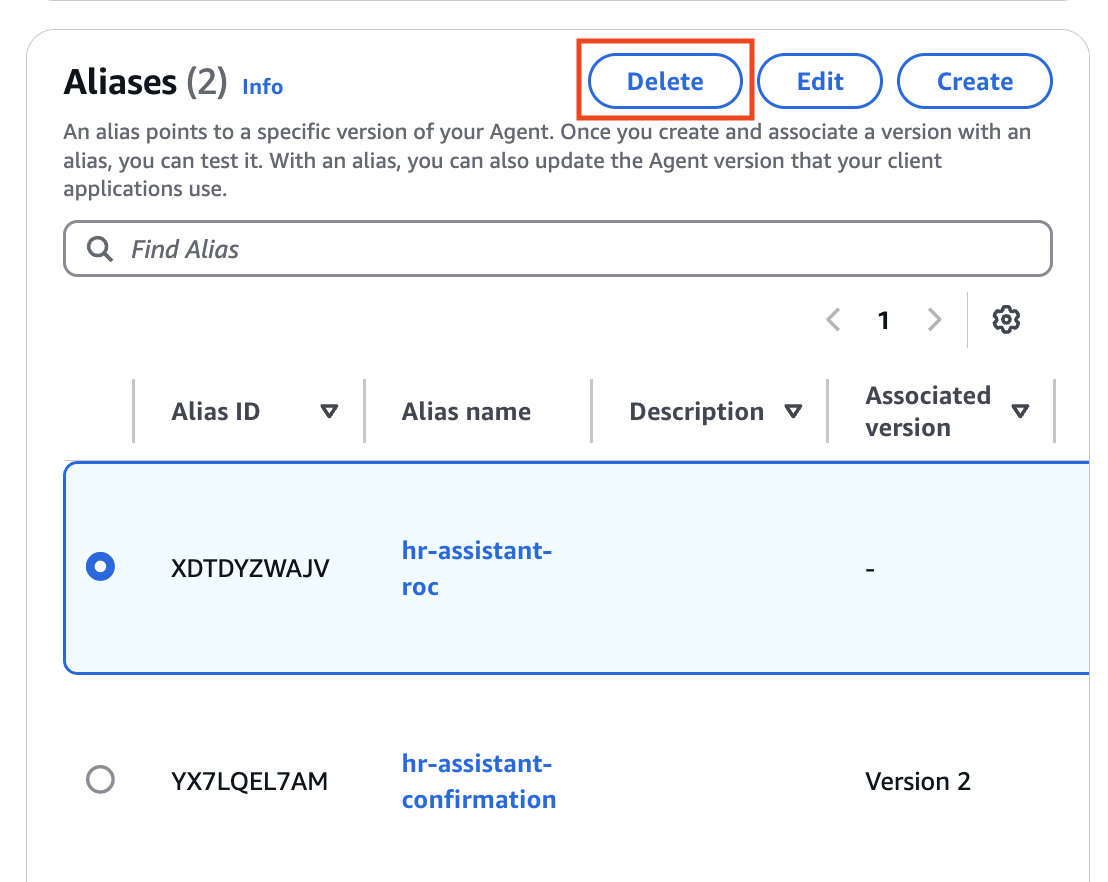 Aliases (2) Info
Delete
Edit
Create
An alias points to a specific version of your Agent. Once you create and associate a version with an
alias, you can test it. With an alias, you can also update the Agent version that your client
applications use.
Find Alias
1
Alias ID
Alias name
Description
Associated
version
XDTDYZWAJV
hr-assistant-
roc
-
YX7LQEL7AM
hr-assistant-
confirmation
Version 2